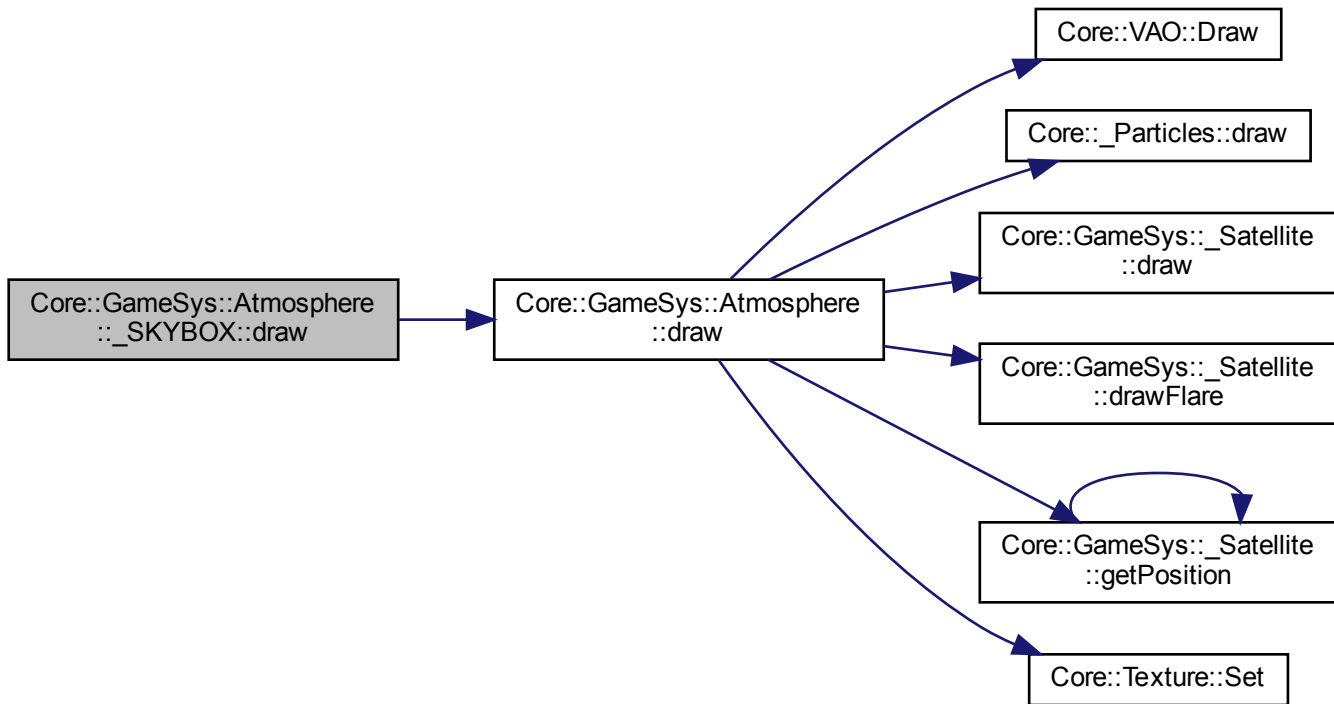 Core::GameSys::Atmosphere
::_SKYBOX::draw
Core::GameSys::Atmosphere
::draw
Core::VAO::Draw
Core::_Particles::draw
Core::GameSys::_Satellite
::draw
Core::GameSys::_Satellite
::drawFlare
Core::GameSys::_Satellite
::getPosition
Core::Texture::Set